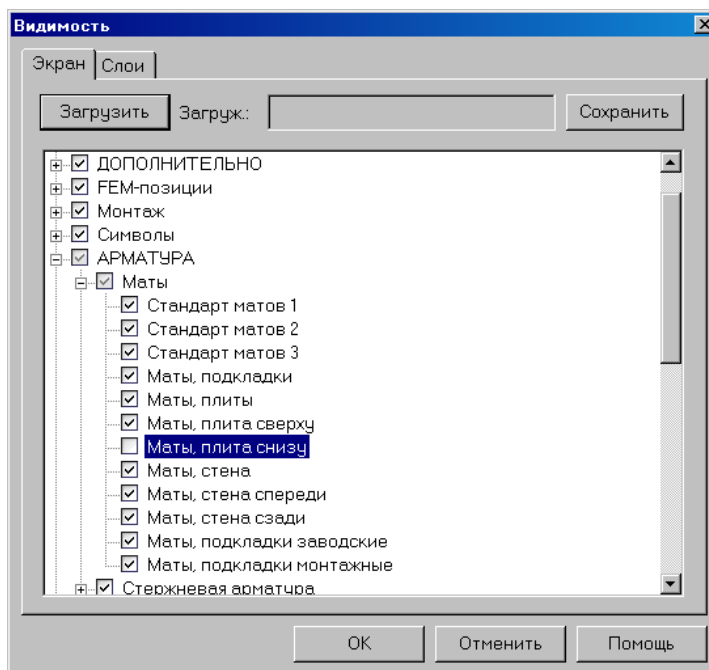 Видимость
Экран Слои
Загрузить Загруж.: Сохранить
ДОПОЛНИТЕЛЬНО
FEM-позиции
Монтаж
Символы
АРМАТУРА
Маты
Стандарт матов 1
Стандарт матов 2
Стандарт матов 3
Маты, подкладки
Маты, плиты
Маты, плита сверху
Маты, плита снизу
Маты, стена
Маты, стена спереди
Маты, стена сзади
Маты, подкладки заводские
Маты, подкладки монтажные
Стержневая арматура
OK Отменить Помощь